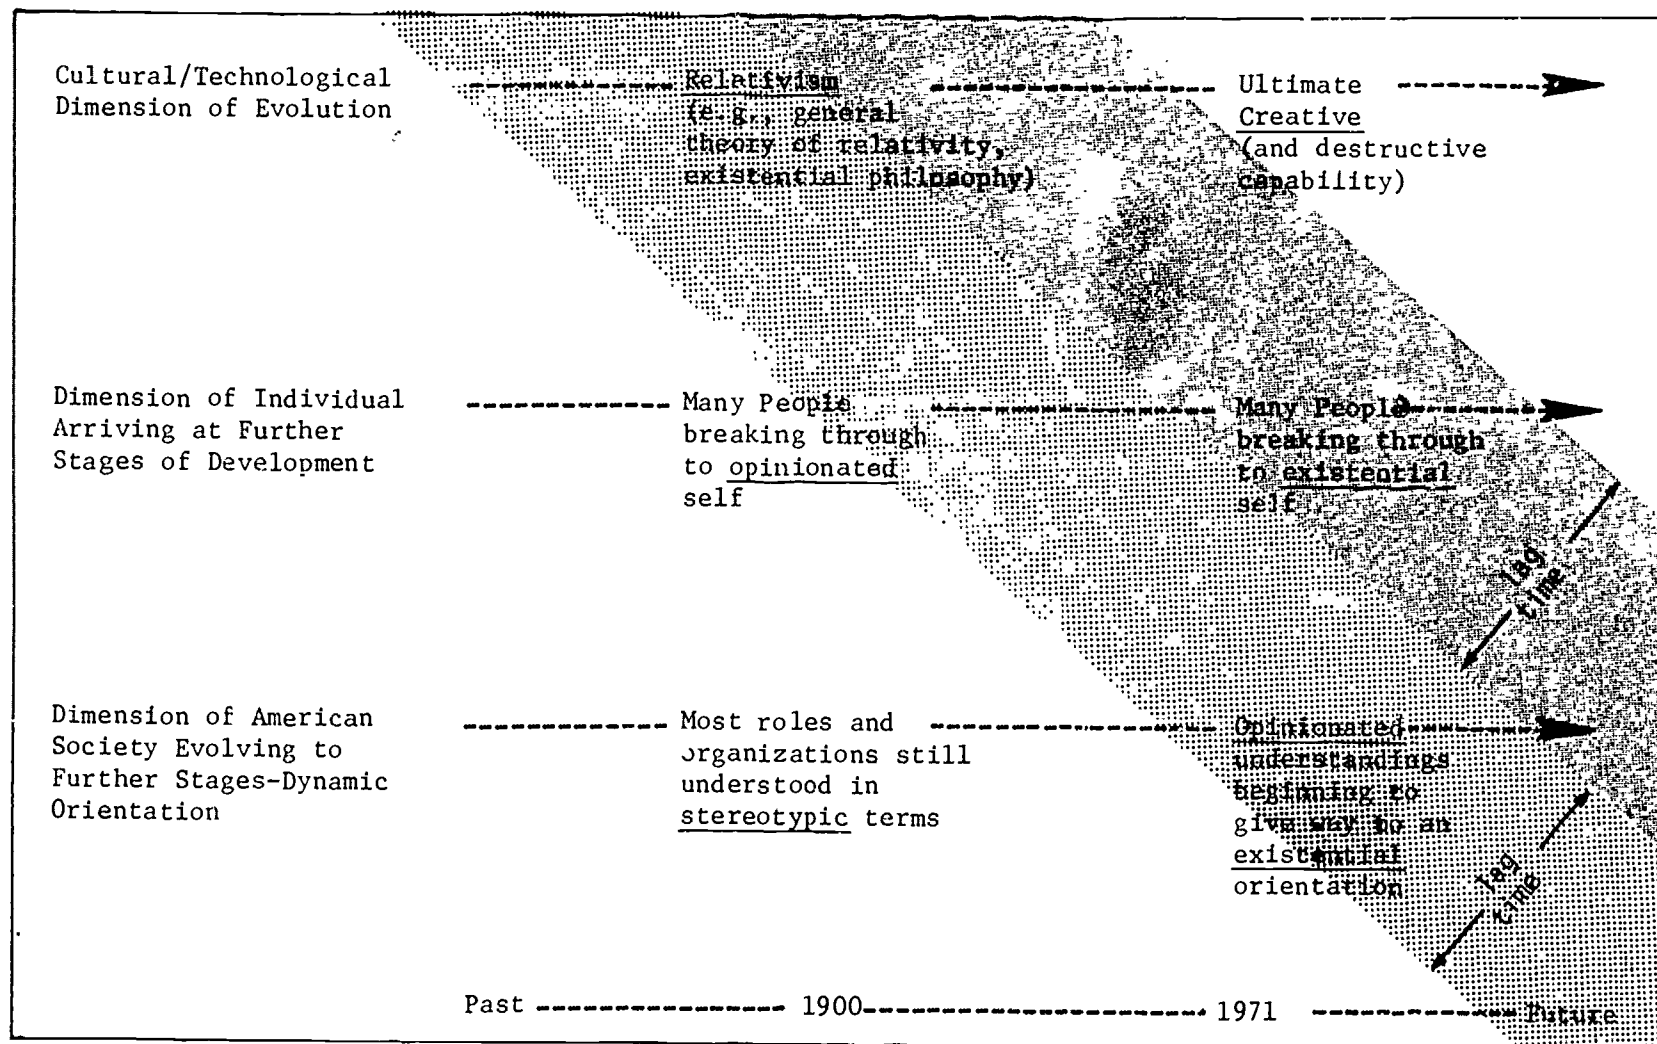 Cultural/Technological
Dimension of Evolution
Relativism
(e.g., general
theory of relativity,
existential philosophy)
Ultimate
Creative
(and destructive
capability)
Dimension of Individual
Arriving at Further
Stages of Development
Many People
breaking through
to opinionated
self
Many People
breaking through
to existential
self
lag
time
Dimension of American
Society Evolving to
Further Stages-Dynamic
Orientation
Most roles and
organizations still
understood in
stereotypic terms
Opinionated
understandings
beginning to
give way to an
existential
orientation
lag
time
Past 1900 1971 Future